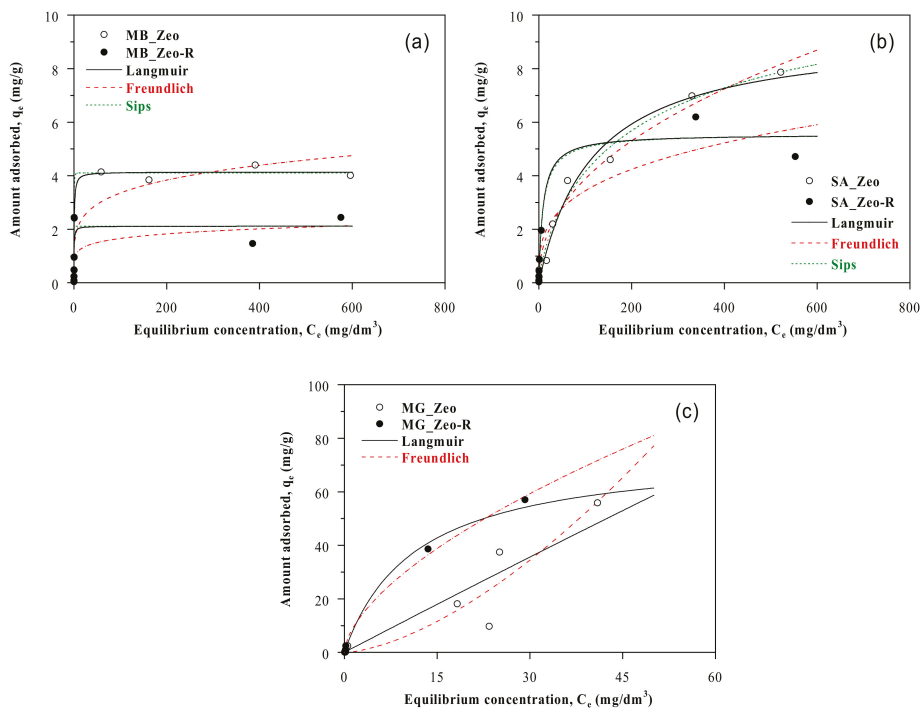 10
8
6
4
2
0
Amount adsorbed, qₑ (mg/g)
MB_Zeo
MB_Zeo-R
Langmuir
Freundlich
Sips
(a)
0 200 400 600 800
Equilibrium concentration, Cₑ (mg/dm³)
10
8
6
4
2
0
Amount adsorbed, qₑ (mg/g)
(b)
SA_Zeo
SA_Zeo-R
Langmuir
Freundlich
Sips
0 200 400 600 800
Equilibrium concentration, Cₑ (mg/dm³)
100
80
60
40
20
0
Amount adsorbed, qₑ (mg/g)
MG_Zeo
MG_Zeo-R
Langmuir
Freundlich
(c)
0 15 30 45 60
Equilibrium concentration, Cₑ (mg/dm³)